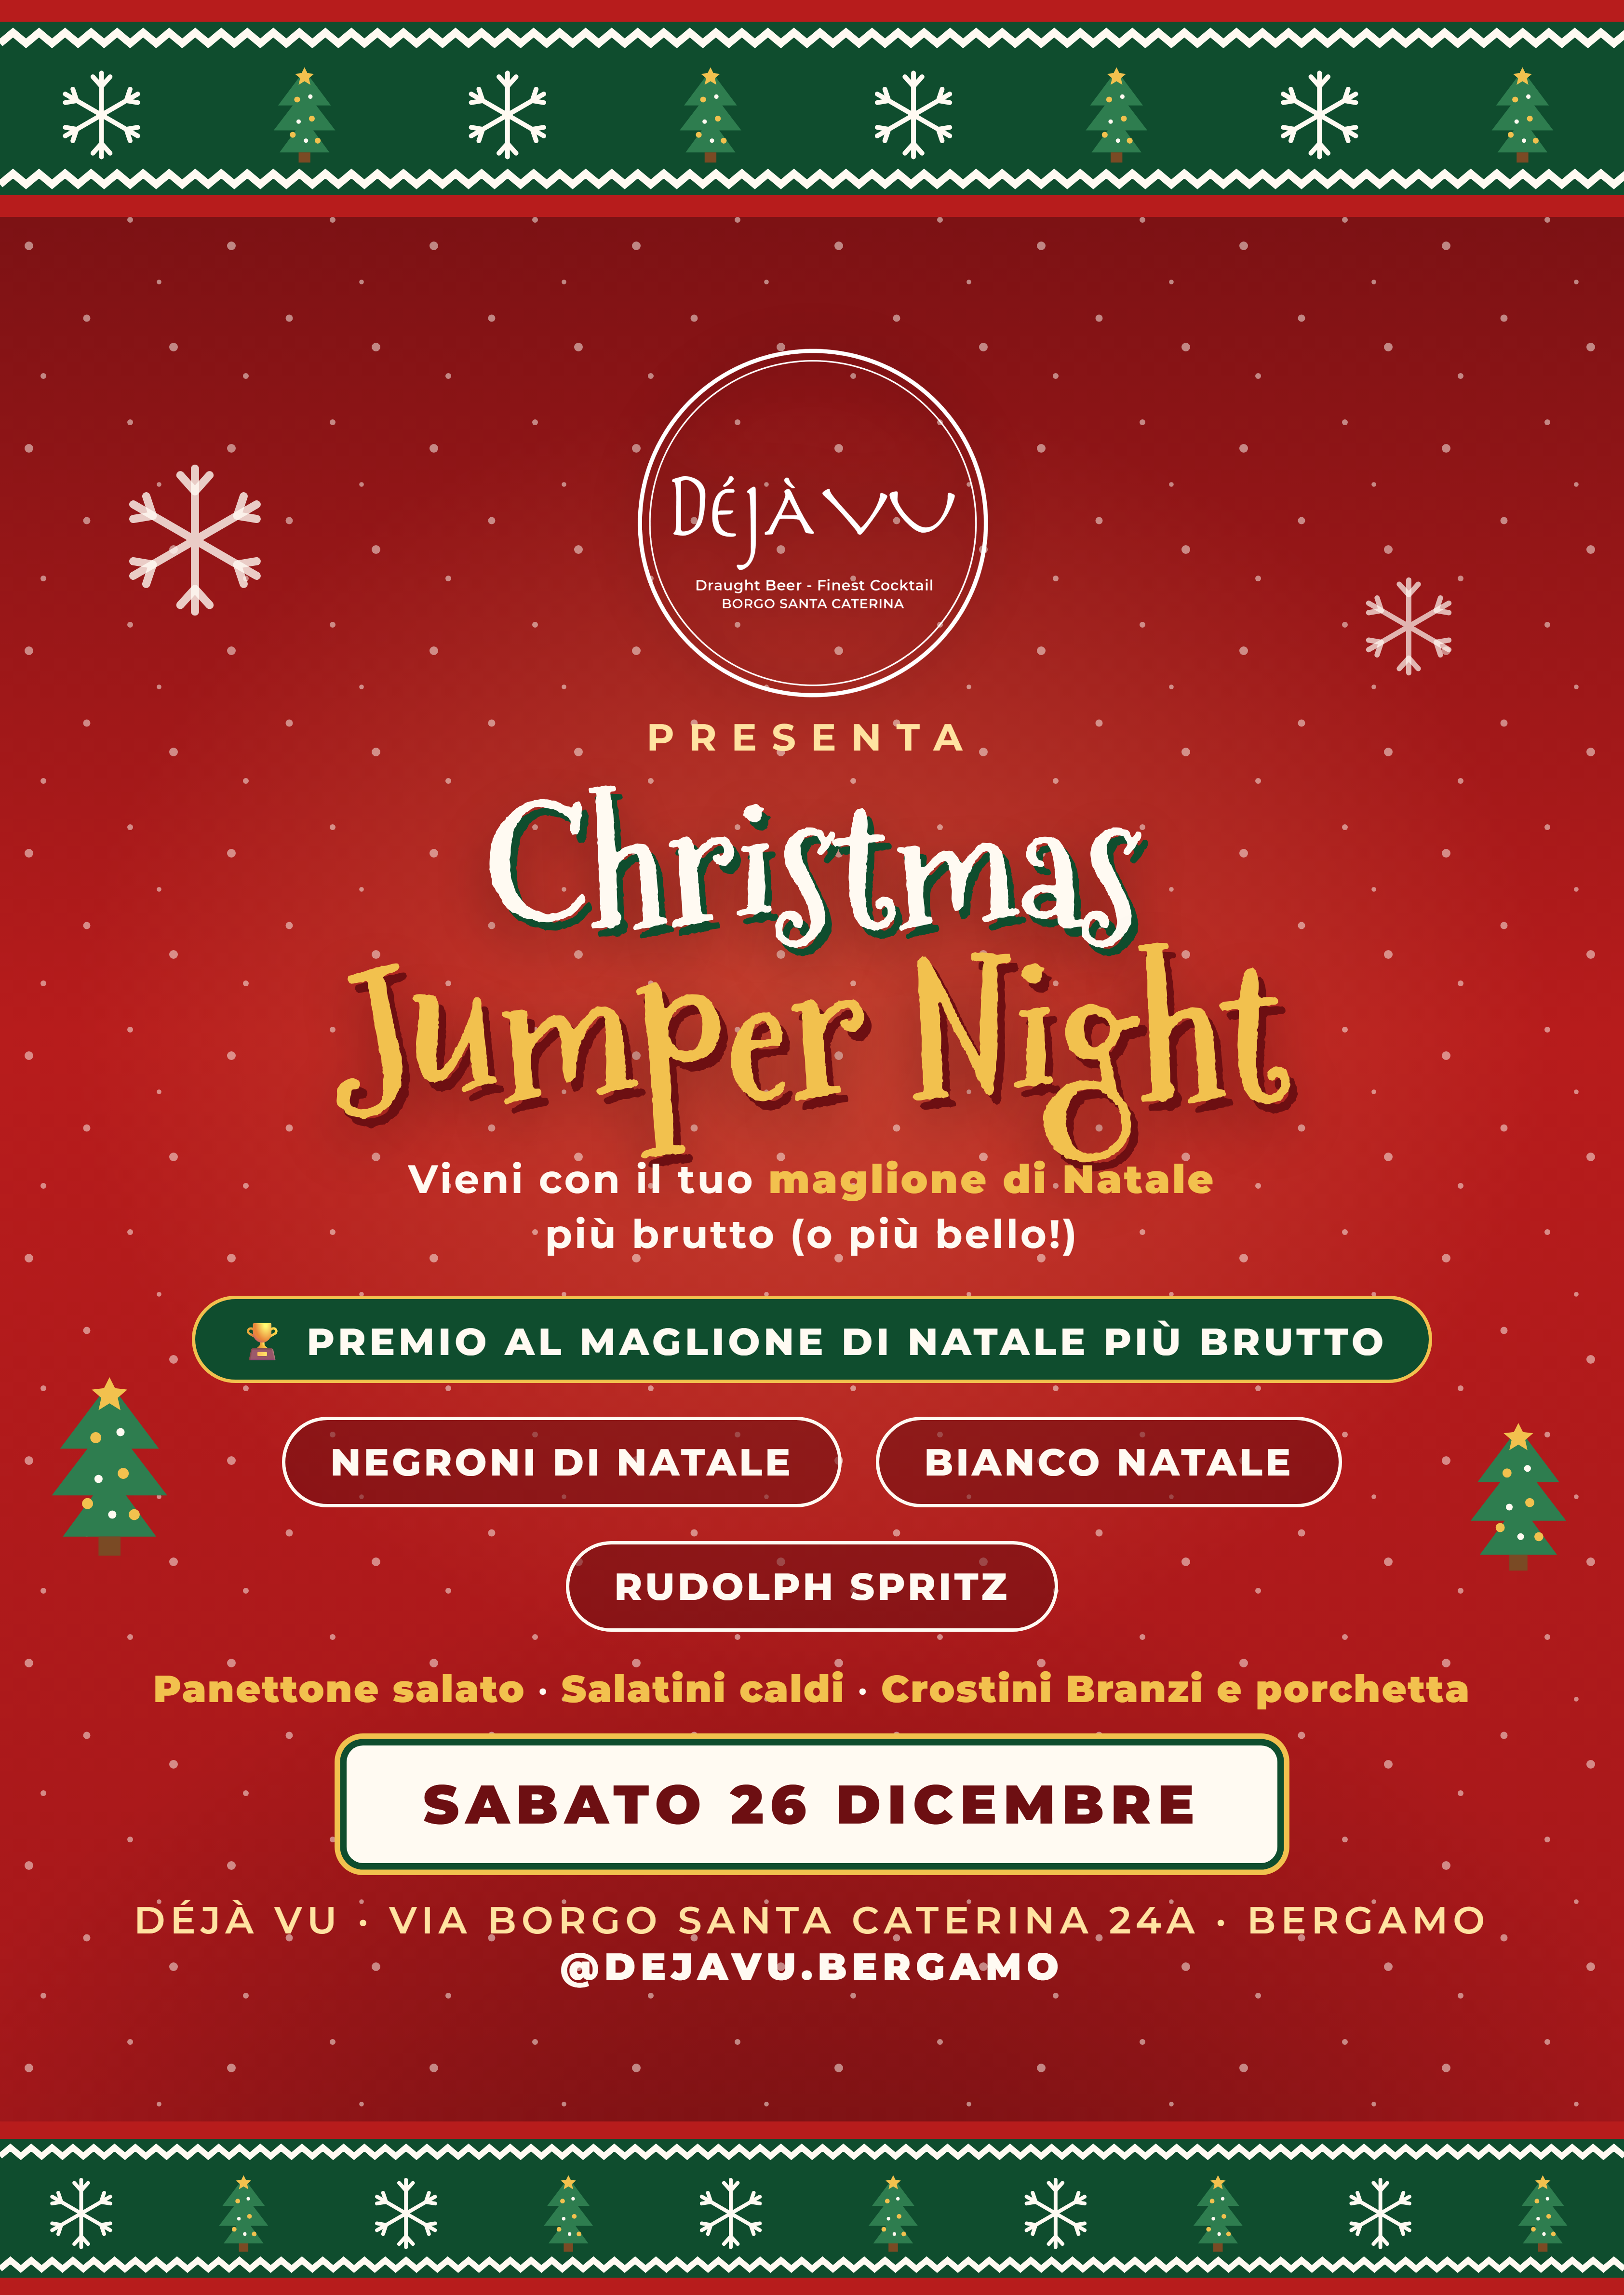 DÉJÀ VU
Draught Beer - Finest Cocktail
BORGO SANTA CATERINA
PRESENTA
Christmas
Jumper Night
Vieni con il tuo maglione di Natale
più brutto (o più bello!)
🏆 PREMIO AL MAGLIONE DI NATALE PIÙ BRUTTO
NEGRONI DI NATALE
BIANCO NATALE
RUDOLPH SPRITZ
Panettone salato · Salatini caldi · Crostini Branzi e porchetta
SABATO 26 DICEMBRE
DÉJÀ VU · VIA BORGO SANTA CATERINA 24A · BERGAMO
@DEJAVU.BERGAMO